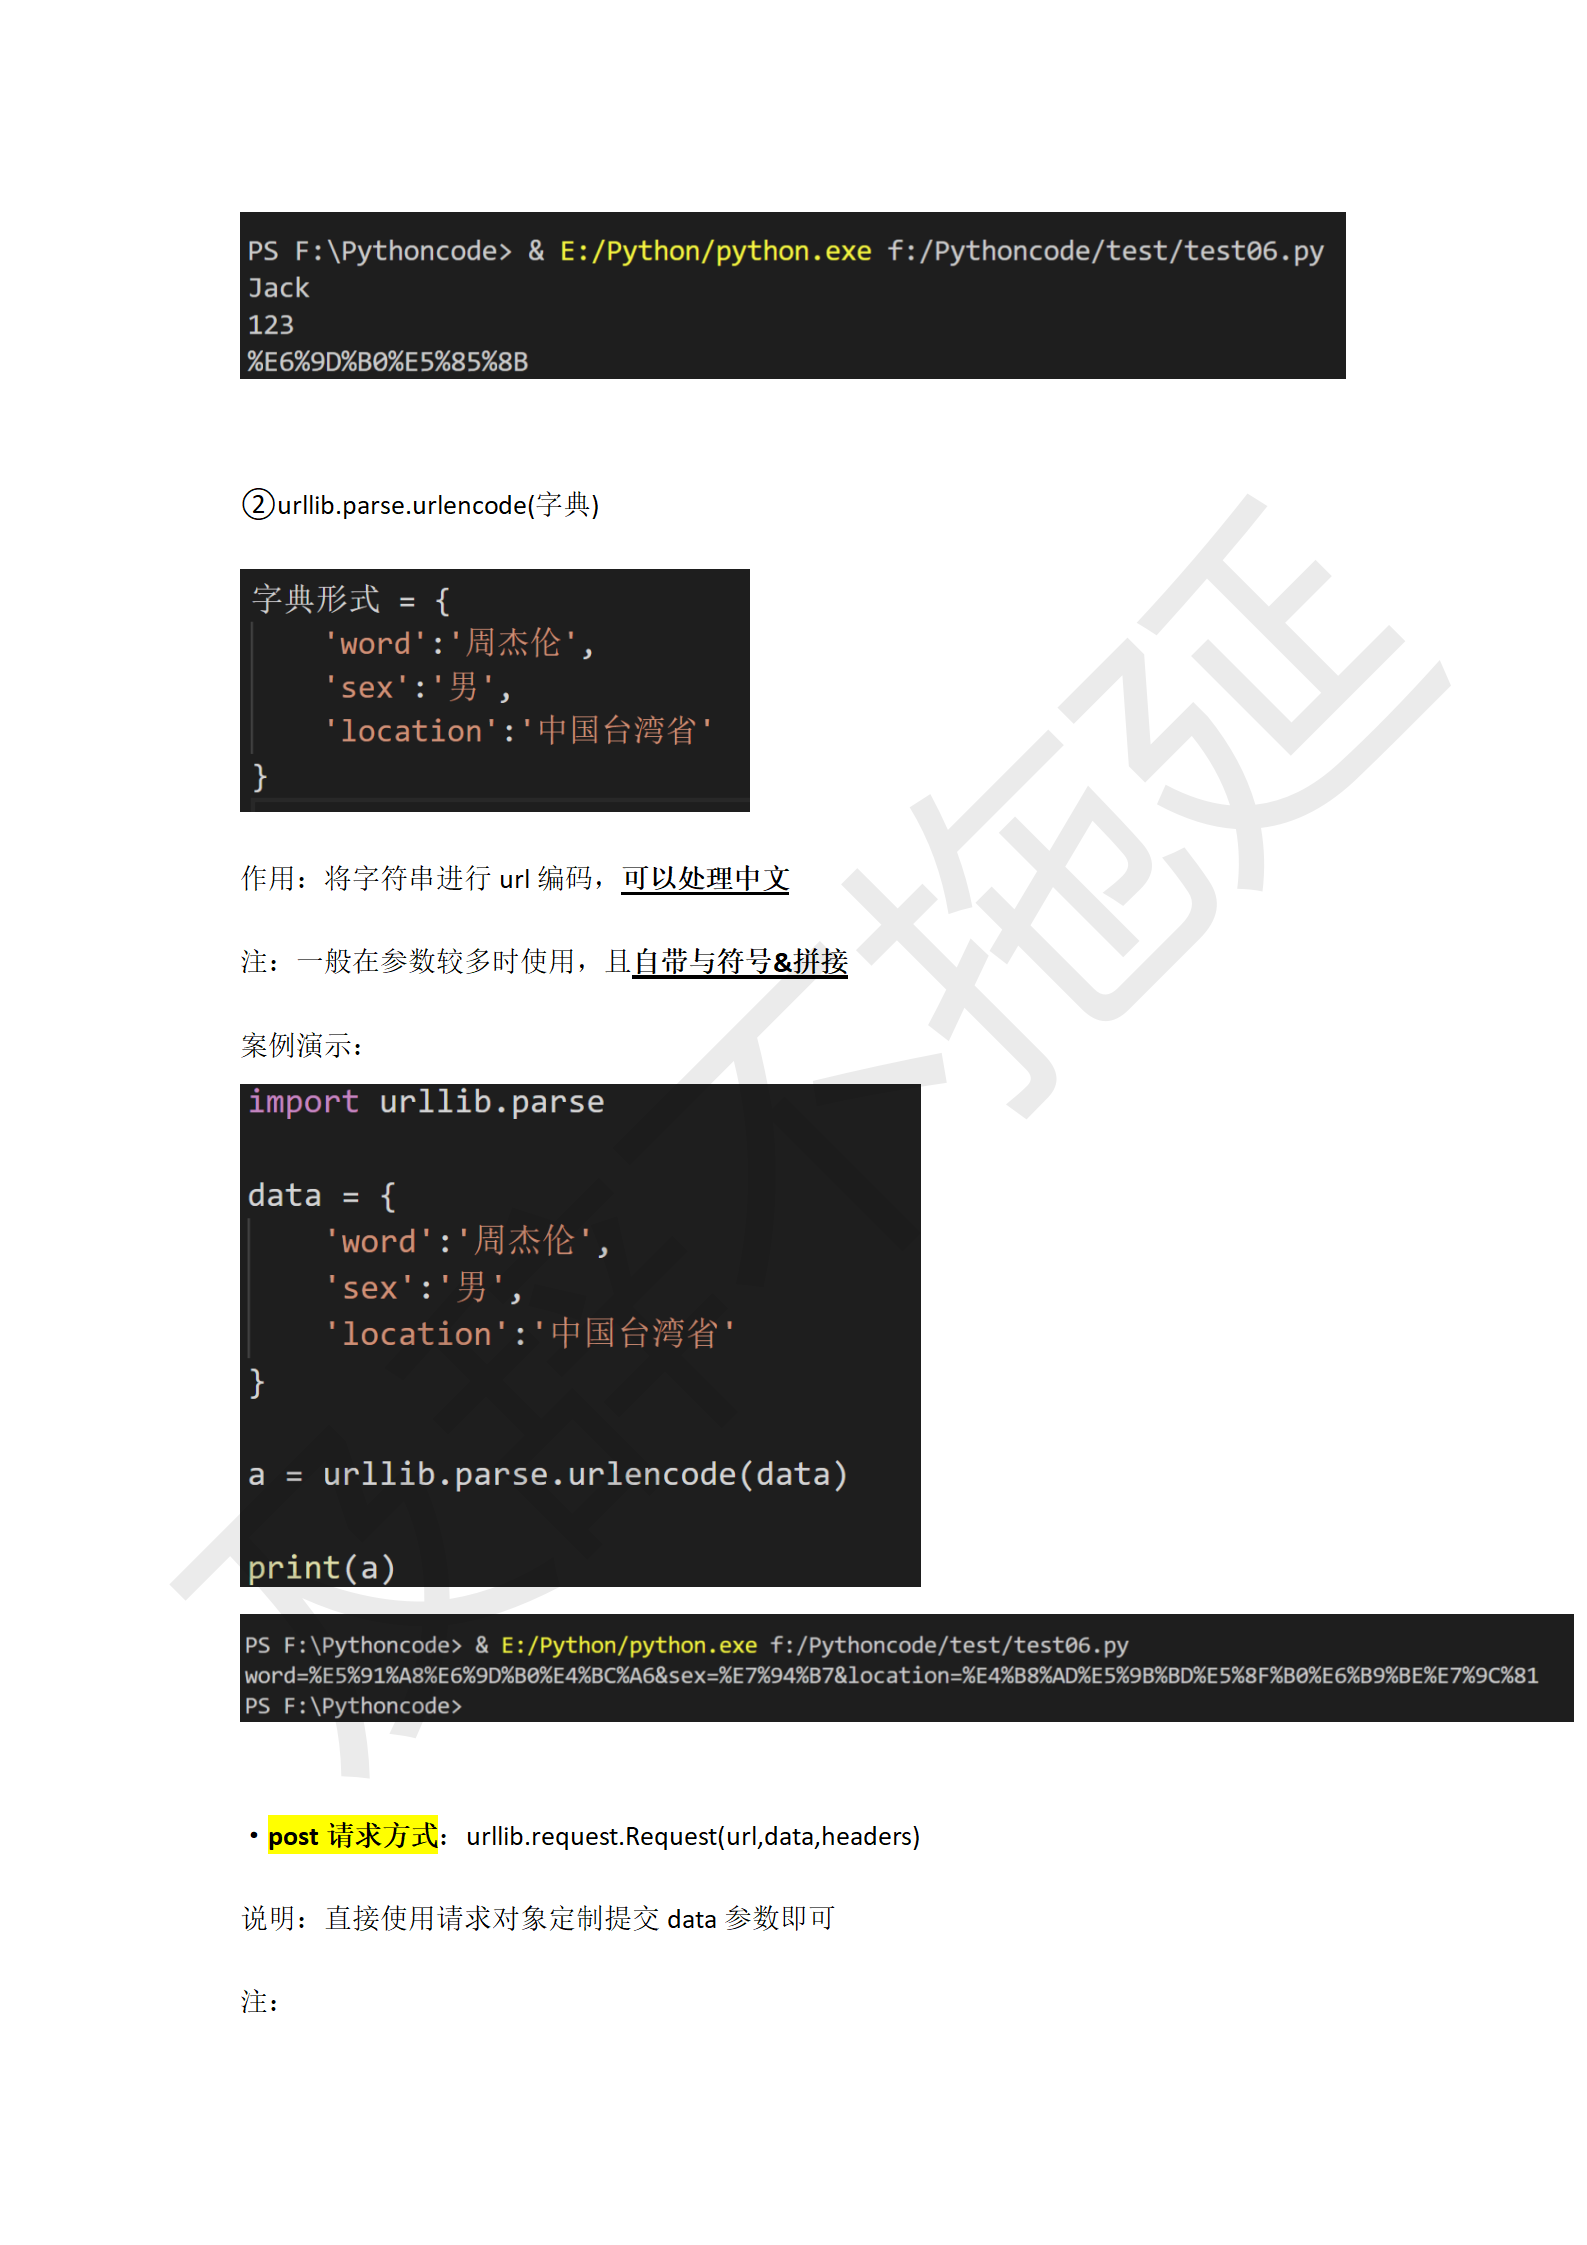 PS F:\Pythoncode> & E:/Python/python.exe f:/Pythoncode/test/test06.py
Jack
123
%E6%9D%B0%E5%85%8B
②urllib.parse.urlencode(字典)
字典形式 = {
    'word':'周杰伦',
    'sex':'男',
    'location':'中国台湾省'
}
作用：将字符串进行 url 编码，可以处理中文
注：一般在参数较多时使用，且自带与符号&拼接
案例演示：
import urllib.parse
data = {
    'word':'周杰伦',
    'sex':'男',
    'location':'中国台湾省'
}
a = urllib.parse.urlencode(data)
print(a)
PS F:\Pythoncode> & E:/Python/python.exe f:/Pythoncode/test/test06.py
word=%E5%91%A8%E6%9D%B0%E4%BC%A6&sex=%E7%94%B7&location=%E4%B8%AD%E5%9B%BD%E5%8F%B0%E6%B9%BE%E7%9C%81
PS F:\Pythoncode>
·post 请求方式：urllib.request.Request(url,data,headers)
说明：直接使用请求对象定制提交 data 参数即可
注：